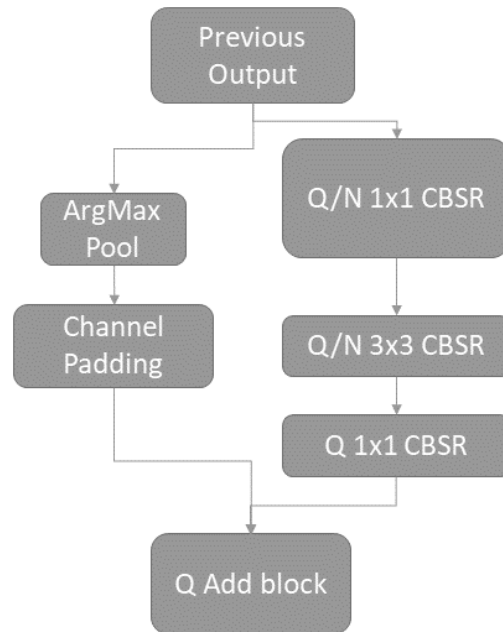 Previous
Output
ArgMax
Pool
Channel
Padding
Q/N 1x1 CBSR
Q/N 3x3 CBSR
Q 1x1 CBSR
Q Add block